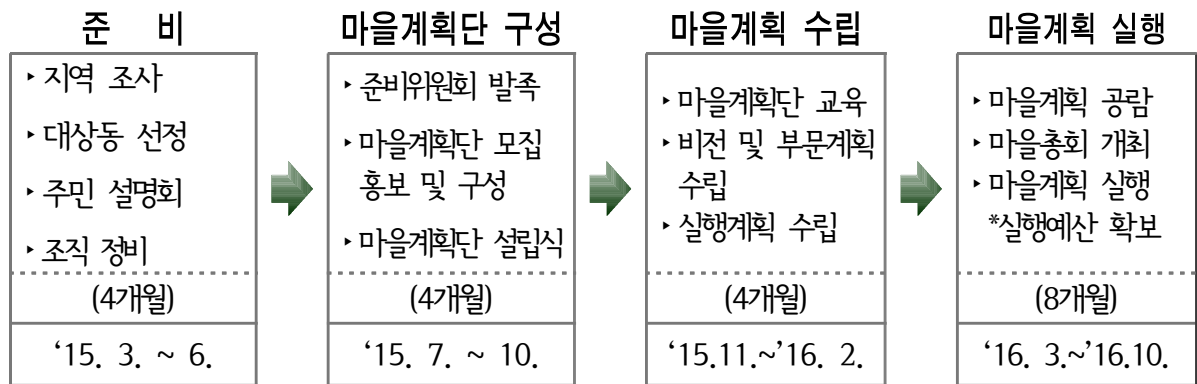 준 비
‣지역 조사
‣대상동 선정
‣주민 설명회
‣조직 정비
(4개월)
‘15. 3. ~ 6.
마을계획단 구성
‣준비위원회 발족
‣마을계획단 모집
홍보 및 구성
‣마을계획단 설립식
(4개월)
‘15. 7. ~ 10.
마을계획 수립
‣마을계획단 교육
‣비전 및 부문계획
수립
‣실행계획 수립
(4개월)
‘15.11.~’16. 2.
마을계획 실행
‣마을계획 공람
‣마을총회 개최
‣마을계획 실행
*실행예산 확보
(8개월)
‘16. 3.~’16.10.